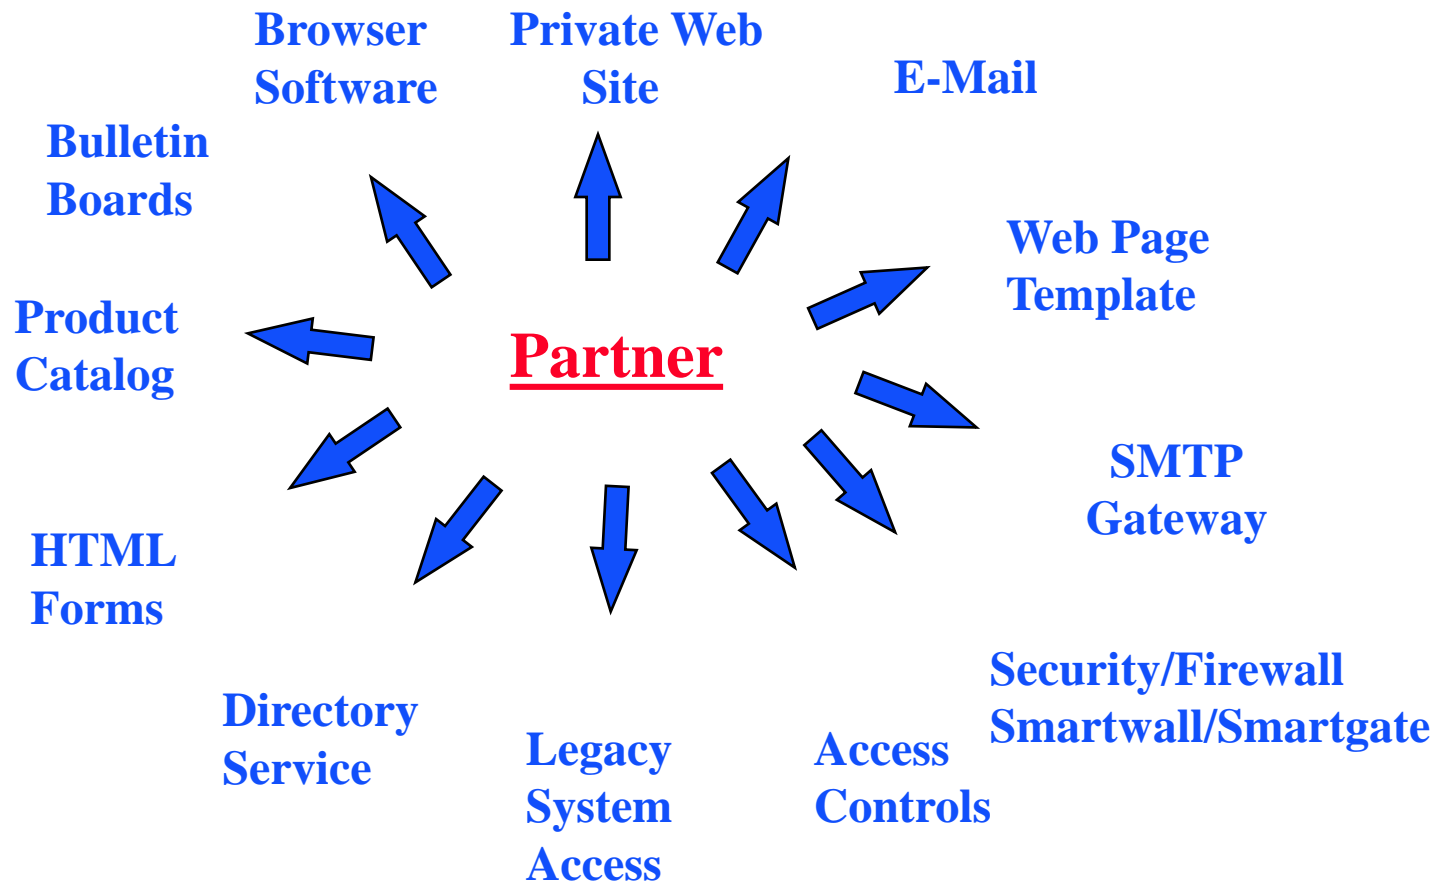 Browser
Software
Private Web
Site
E-Mail
Bulletin
Boards
Web Page
Template
Product
Catalog
Partner
SMTP
Gateway
HTML
Forms
Security/Firewall
Smartwall/Smartgate
Directory
Service
Legacy
System
Access
Access
Controls